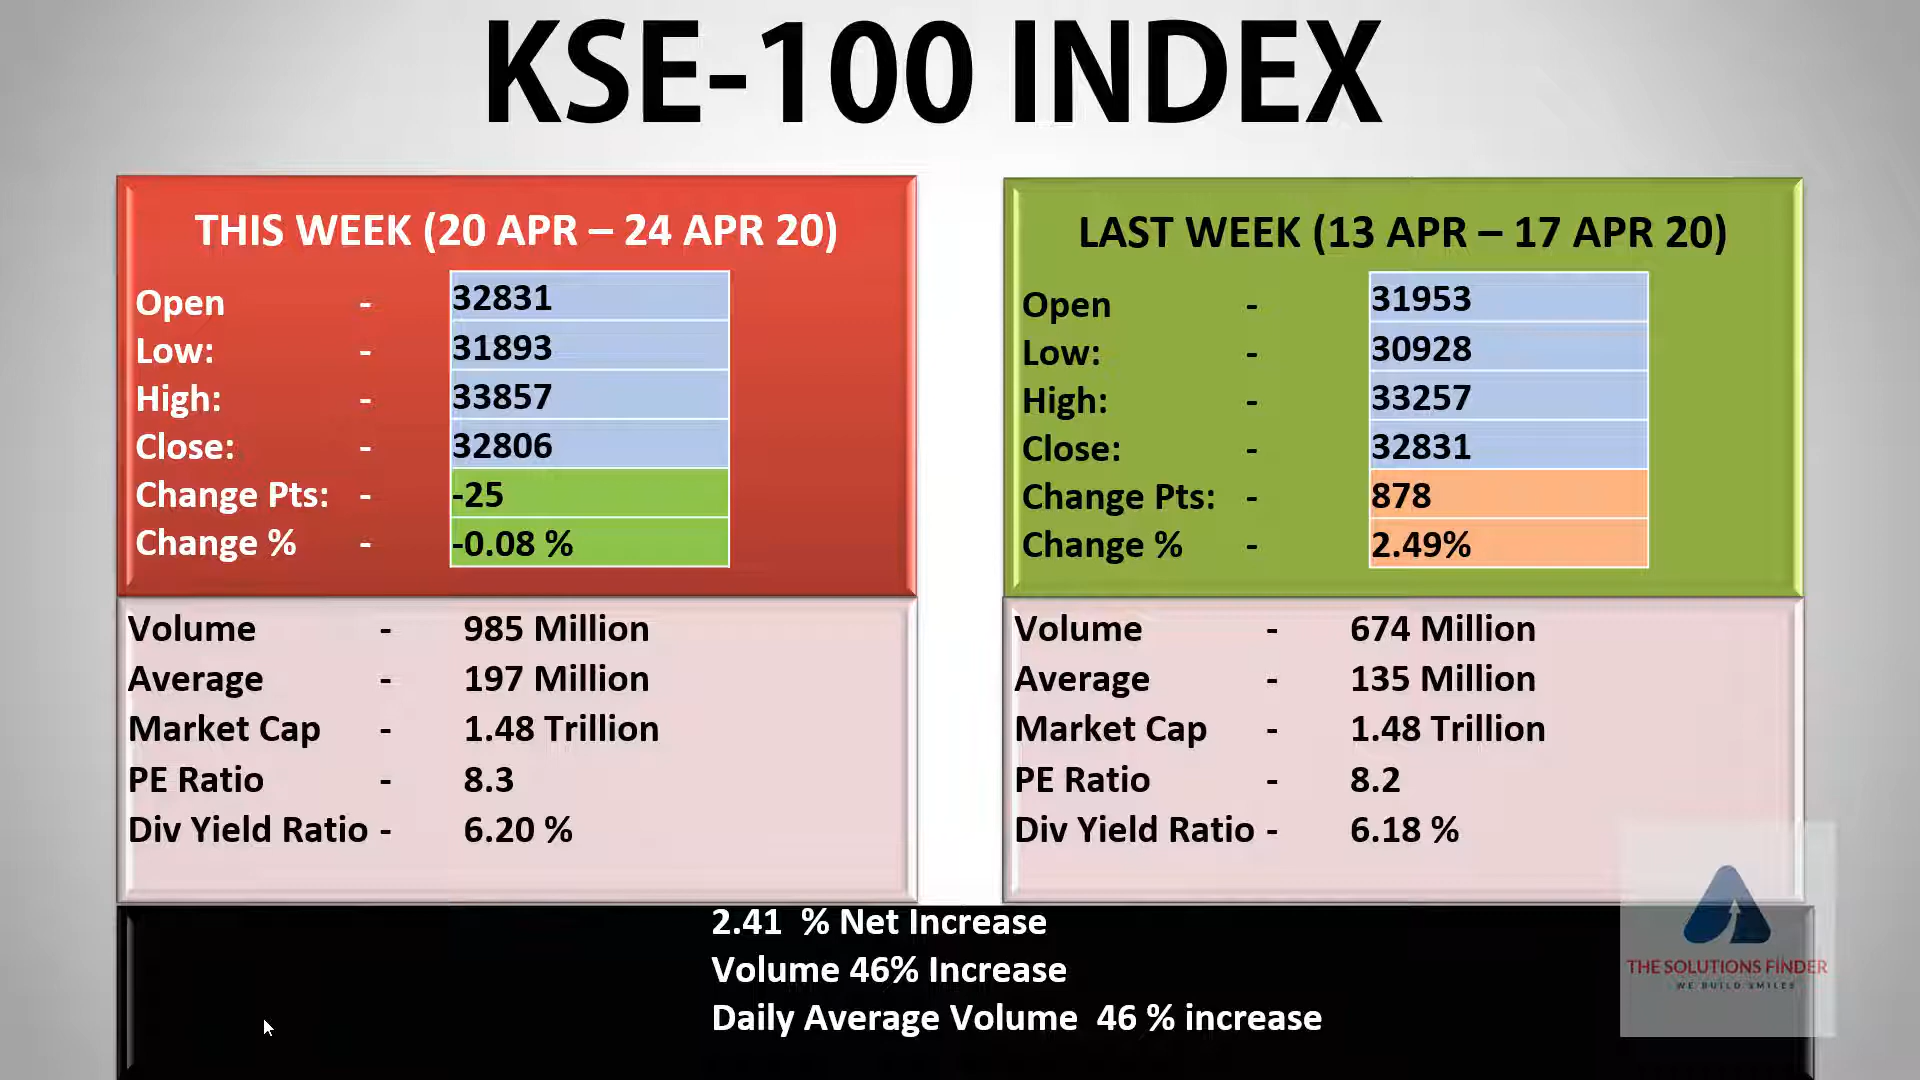 KSE-100 INDEX
THIS WEEK (20 APR – 24 APR 20)
Open - 32831
Low: - 31893
High: - 33857
Close: - 32806
Change Pts: - -25
Change % - -0.08 %
Volume - 985 Million
Average - 197 Million
Market Cap - 1.48 Trillion
PE Ratio - 8.3
Div Yield Ratio - 6.20 %
LAST WEEK (13 APR – 17 APR 20)
Open - 31953
Low: - 30928
High: - 33257
Close: - 32831
Change Pts: - 878
Change % - 2.49%
Volume - 674 Million
Average - 135 Million
Market Cap - 1.48 Trillion
PE Ratio - 8.2
Div Yield Ratio - 6.18 %
2.41 % Net Increase
Volume 46% Increase
Daily Average Volume 46 % increase
THE SOLUTIONS FINDER
WE BUILD SMILES